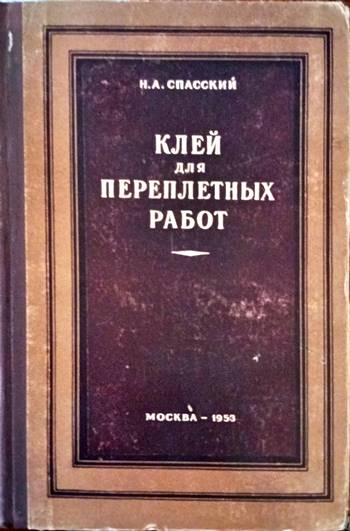 Н.А.СПАССКИЙ
КЛЕЙ
ДЛЯ
ПЕРЕПЛЕТНЫХ
РАБОТ
МОСКВА – 1953